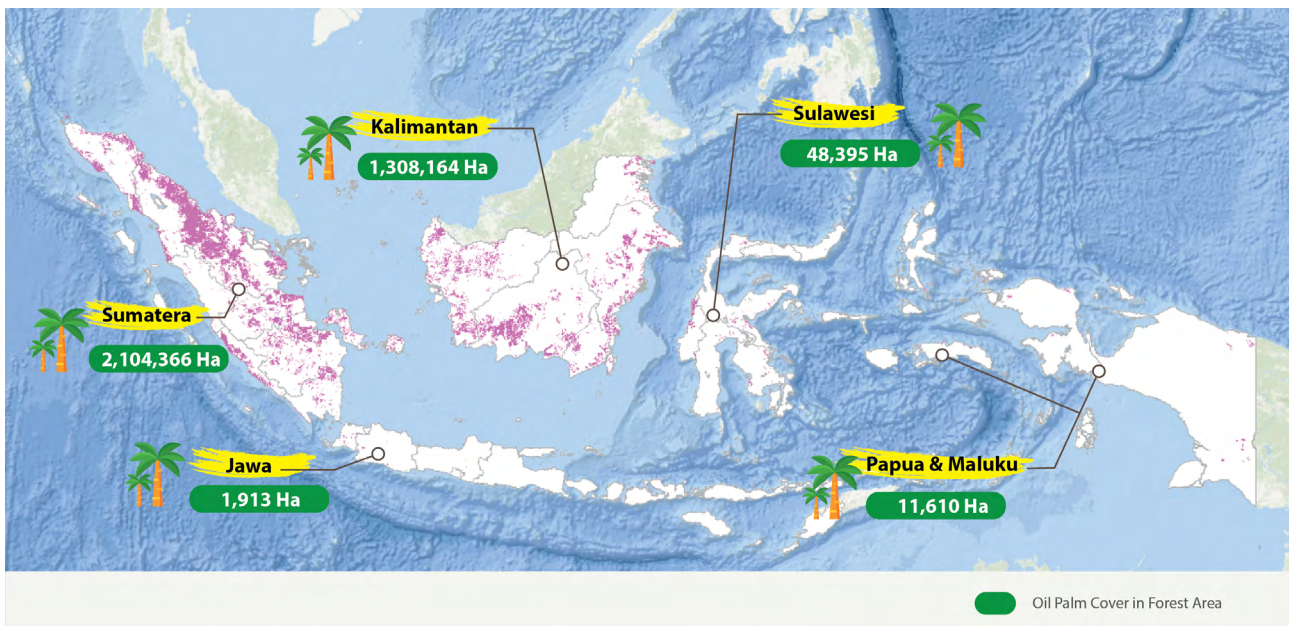 Kalimantan
1,308,164 Ha
Sulawesi
48,395 Ha
Sumatera
2,104,366 Ha
Jawa
1,913 Ha
Papua & Maluku
11,610 Ha
Oil Palm Cover in Forest Area